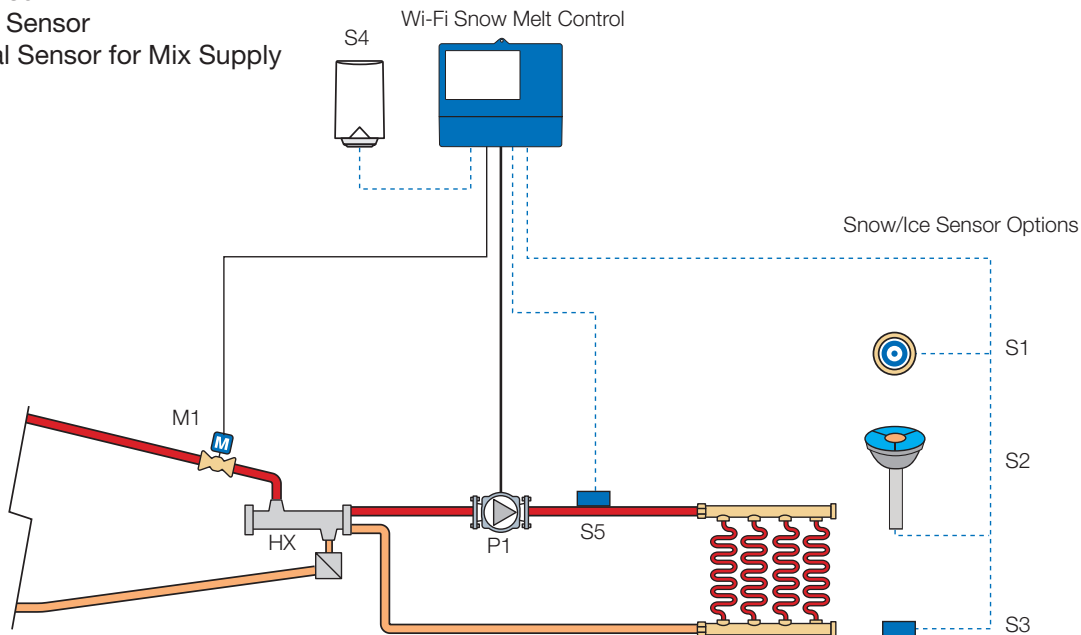 Sensor
Sensor for Mix Supply
Wi-Fi Snow Melt Control
S4
Snow/Ice Sensor Options
S1
M1
M
S2
HX
P1
S5
S3